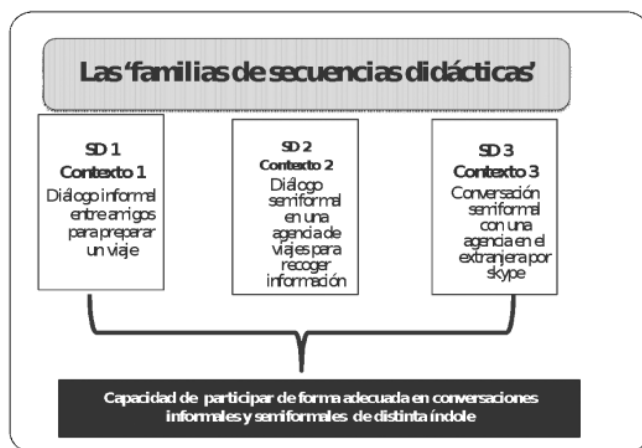 Las ‘familias de secuencias didácticas’
SD 1
Contexto 1
Diálogo informal
entre amigos
para preparar
un viaje
SD 2
Contexto 2
Diálogo
semiformal
en una
agencia de
viajes para
recoger
información
SD 3
Contexto 3
Conversación
semiformal
con una
agencia en el
extranjera por
skype
Capacidad de participar de forma adecuada en conversaciones
informales y semiformales de distinta índole